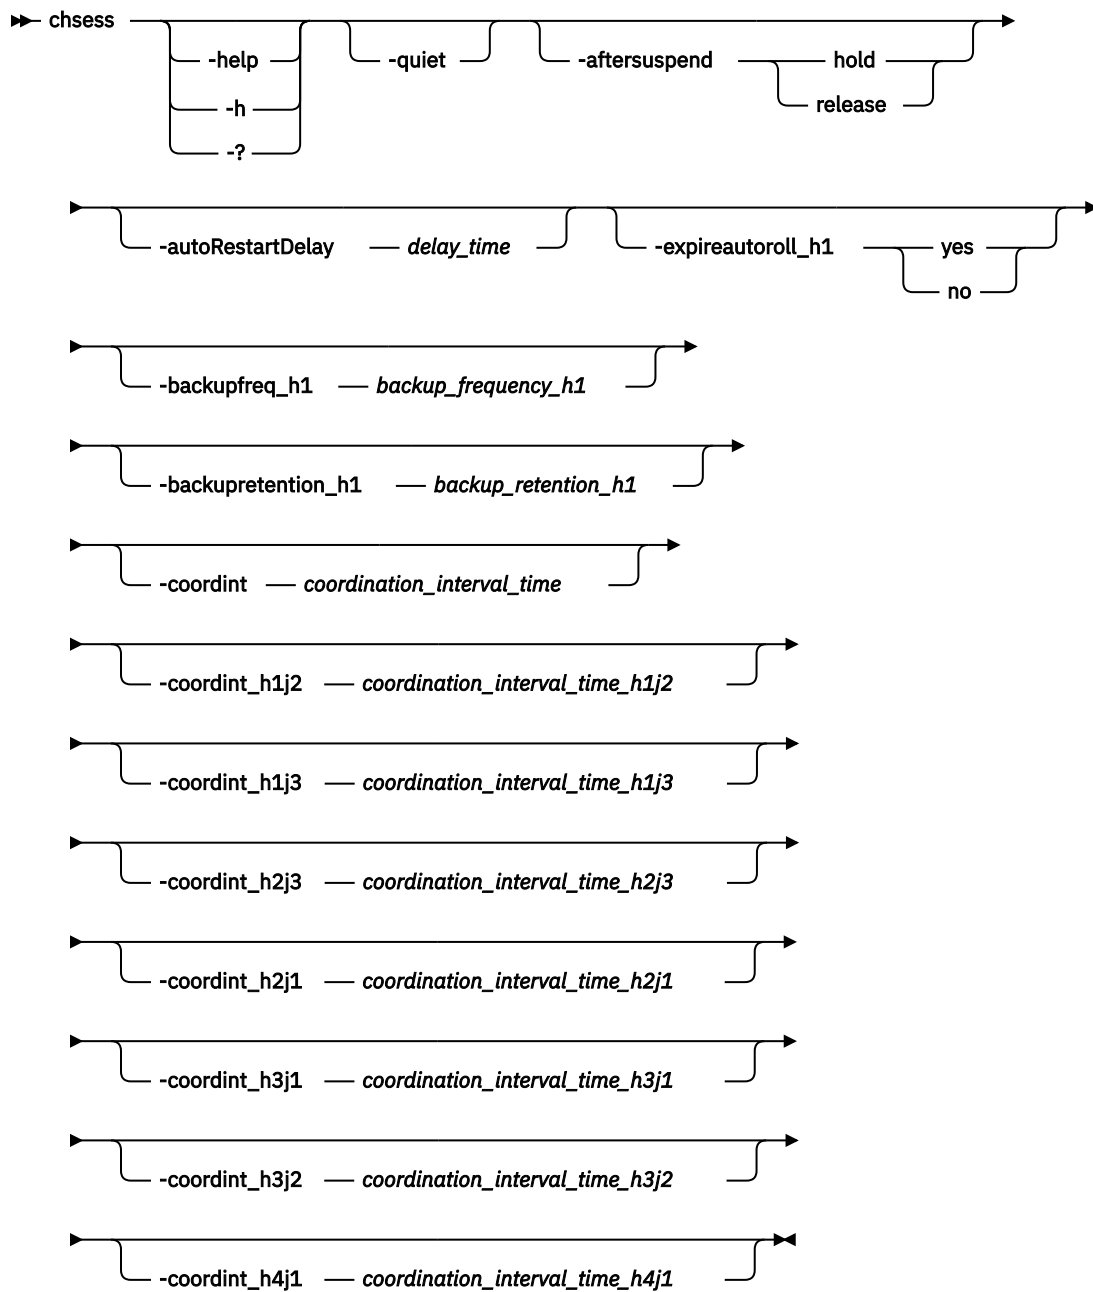 chsess
-help -quiet -aftersuspend hold
-h release
-?
-autoRestartDelay delay_time -expireautoroll_h1 yes
no
-backupfreq_h1 backup_frequency_h1
-backupretention_h1 backup_retention_h1
-coordint coordination_interval_time
-coordint_h1j2 coordination_interval_time_h1j2
-coordint_h1j3 coordination_interval_time_h1j3
-coordint_h2j3 coordination_interval_time_h2j3
-coordint_h2j1 coordination_interval_time_h2j1
-coordint_h3j1 coordination_interval_time_h3j1
-coordint_h3j2 coordination_interval_time_h3j2
-coordint_h4j1 coordination_interval_time_h4j1